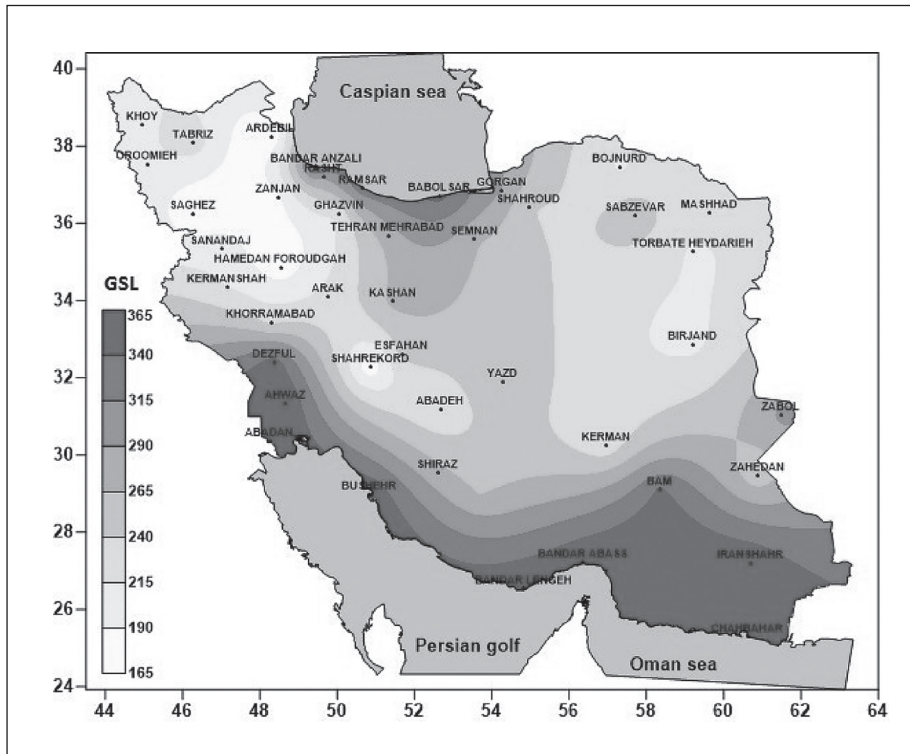 40
38
36
34
32
30
28
26
24
44
46
48
50
52
54
56
58
60
62
64
Caspian sea
KHOY
TABRIZ
ARDEBIL
OROOMIEH
BANDAR ANZALI
RASHT
RAMSAR
BABOLSAR
GORGAN
BOJNURD
ZANJAN
SHAHROUD
SAGHEZ
GHAZVIN
SABZEVAR
MASHHAD
TEHRAN MEHRABAD
SEMNAN
SANANDAJ
TORBATE HEYDARIEH
HAMEDAN FOROUDGAH
KERMANSHAH
ARAK
KASHAN
KHORRAMABAD
BIRJAND
ESFAHAN
DEZFUL
SHAHREKORD
YAZD
AHWAZ
ABADEH
ZABOL
ABADAN
KERMAN
SHIRAZ
ZAHEDAN
BUSHEHR
BAM
BANDAR ABASS
IRANSHAHR
BANDAR LENGEH
CHAHBAHAR
Persian golf
Oman sea
GSL
365
340
315
290
265
240
215
190
165